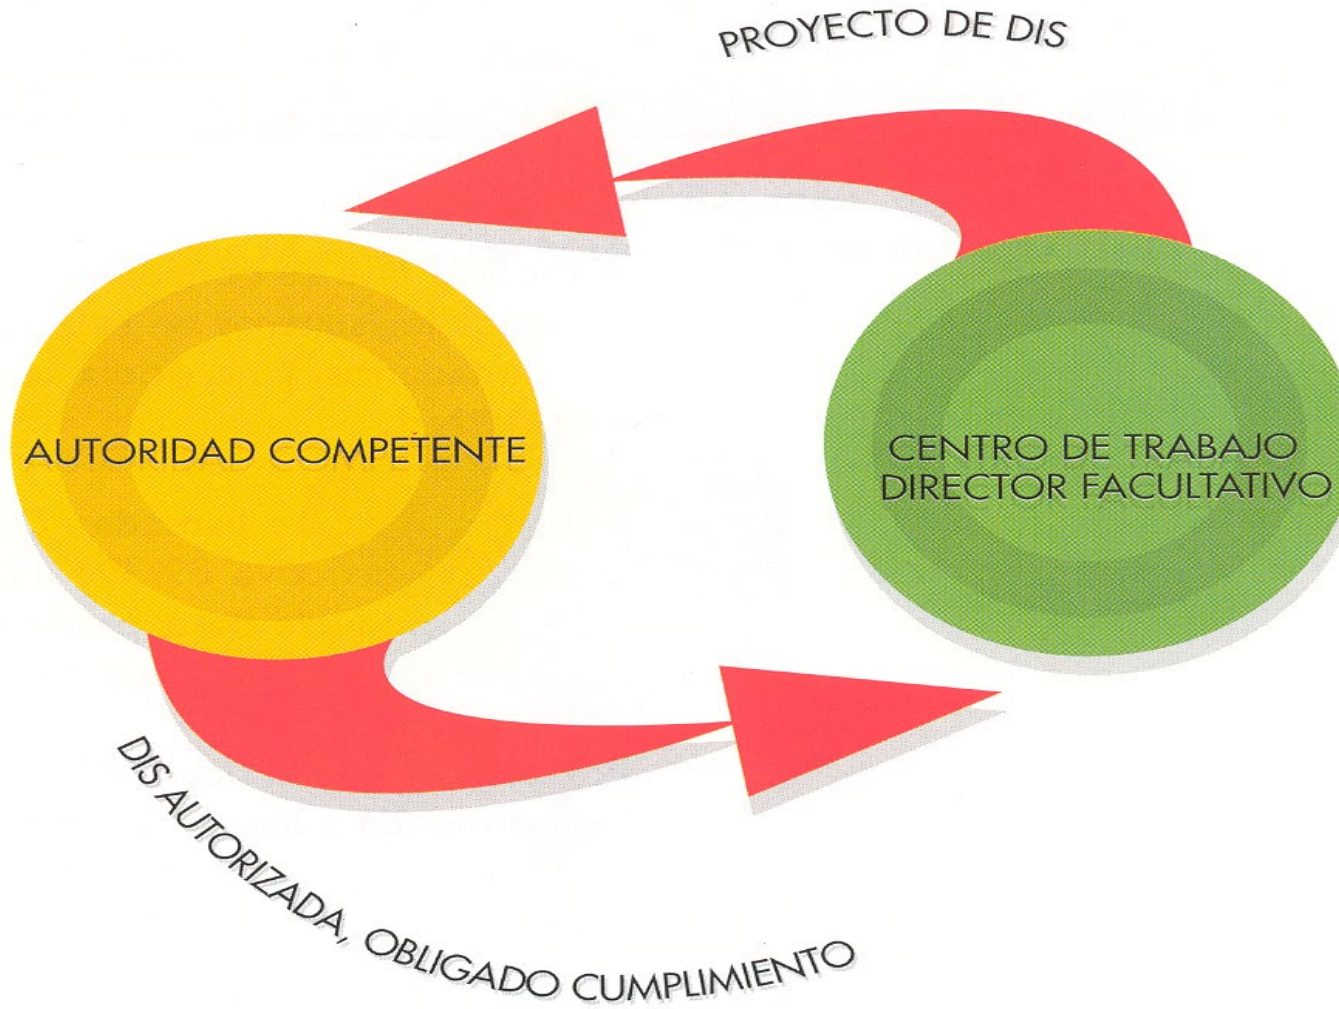 PROYECTO DE DIS
AUTORIDAD COMPETENTE
CENTRO DE TRABAJO
DIRECTOR FACULTATIVO
DIS AUTORIZADA, OBLIGADO CUMPLIMIENTO